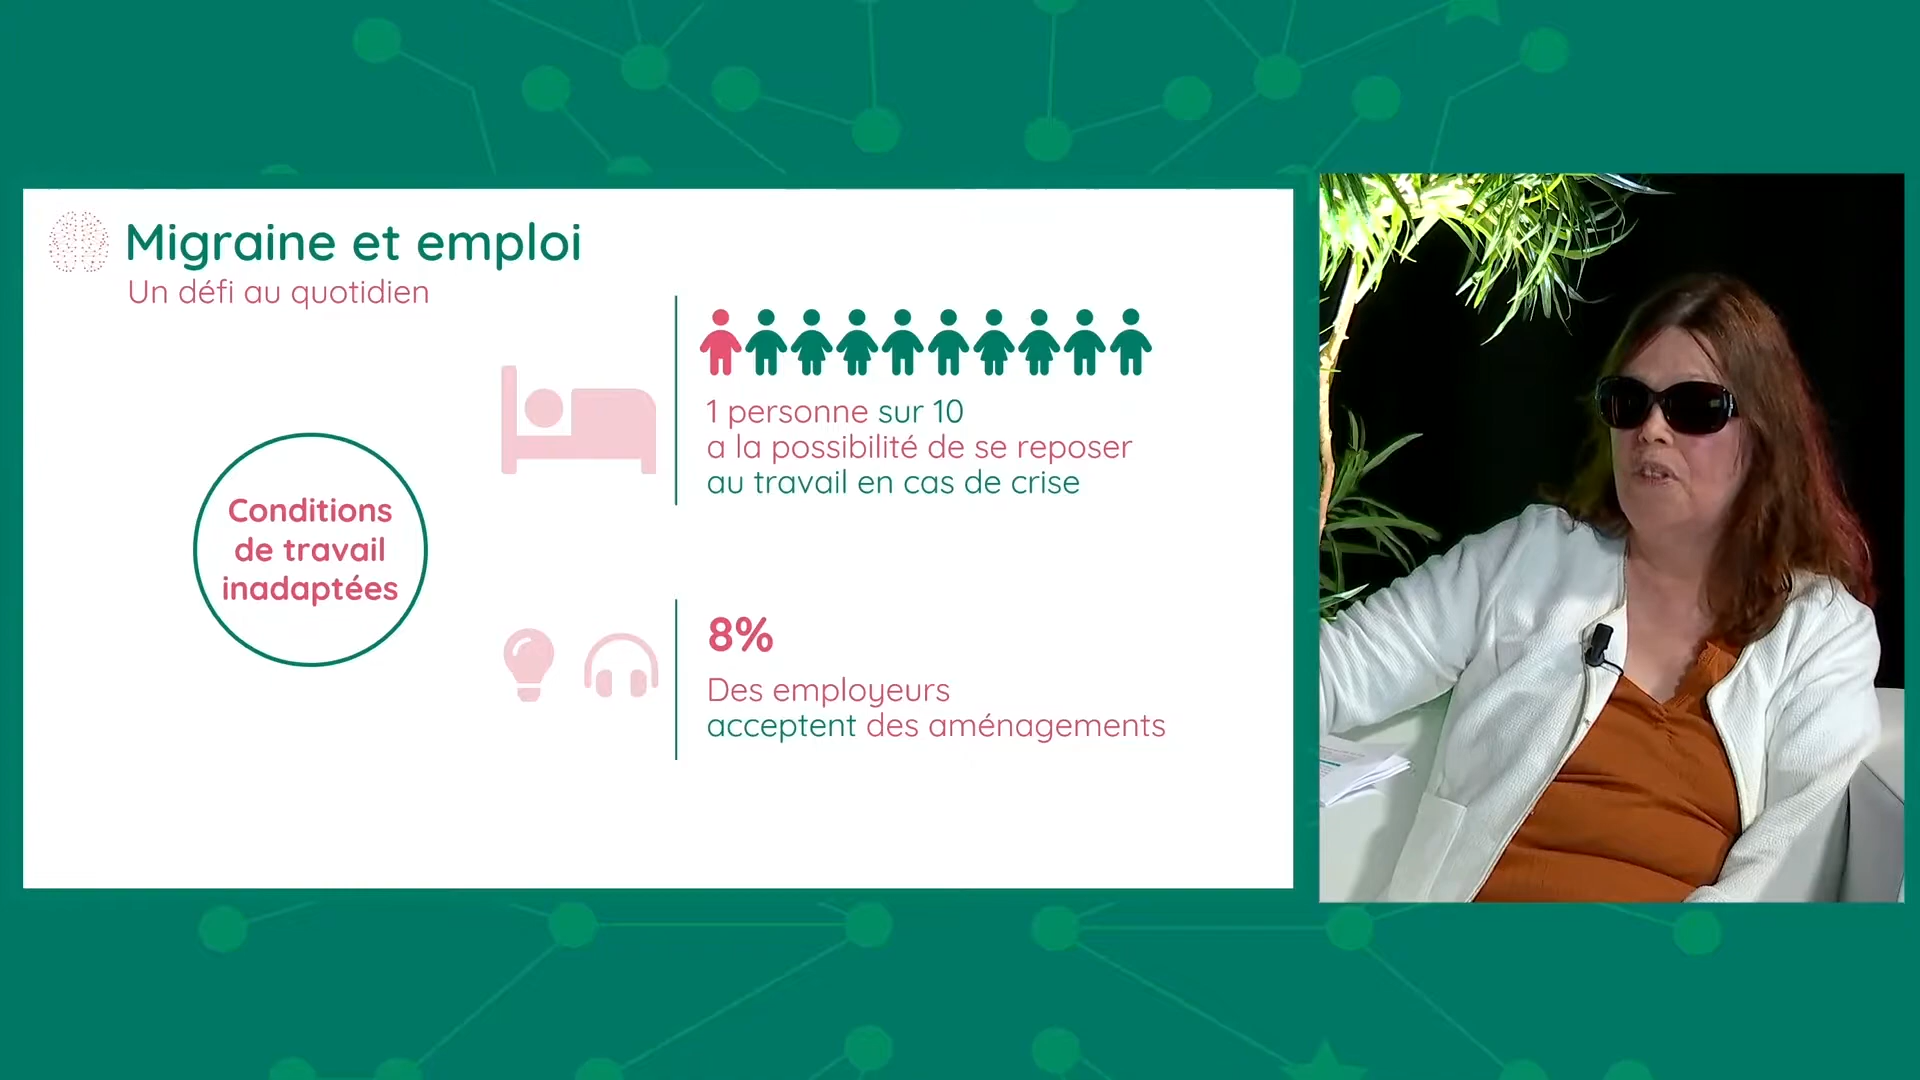 Migraine et emploi
Un défi au quotidien
Conditions
de travail
inadaptées
1 personne sur 10
a la possibilité de se reposer
au travail en cas de crise
8%
Des employeurs
acceptent des aménagements